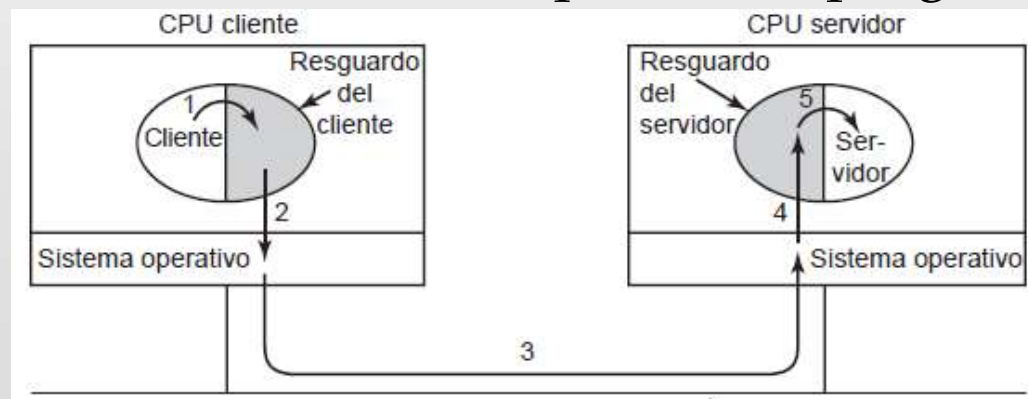 CPU cliente
Resguardo
del
cliente
1
Cliente
2
Sistema operativo
3
CPU servidor
Resguardo
del
servidor
5
Ser-
vidor
4
Sistema operativo